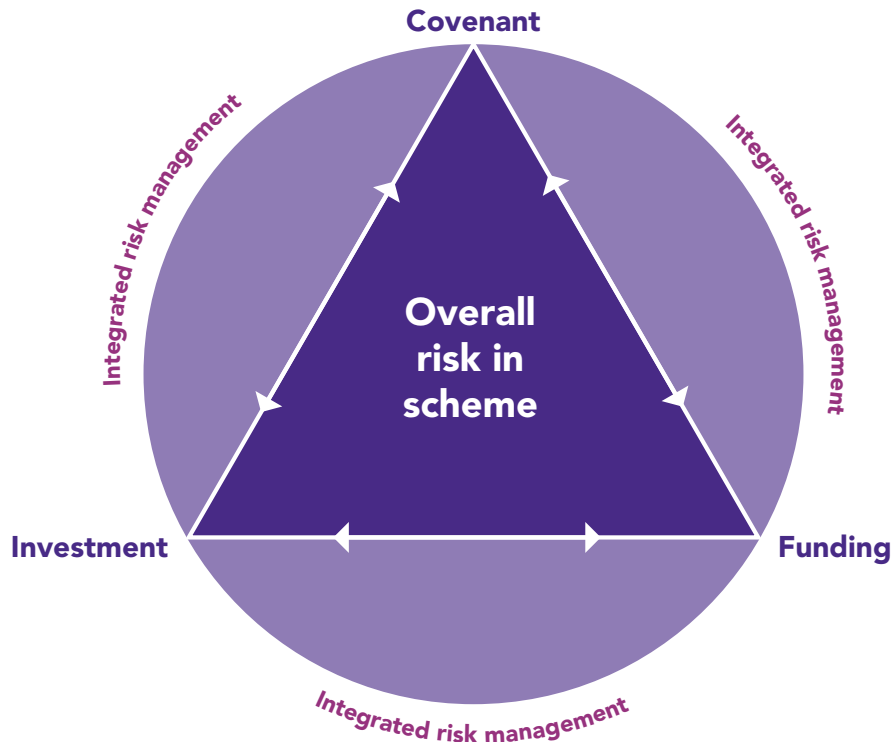 Covenant
Integrated risk management
Integrated risk management
Overall
risk in
scheme
Investment
Funding
Integrated risk management